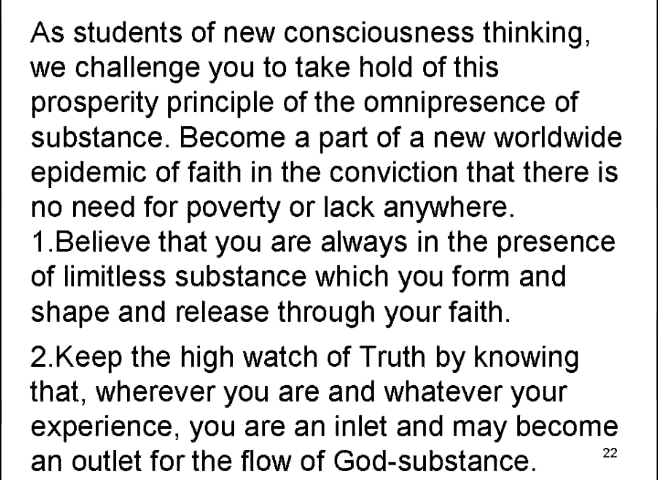 As students of new consciousness thinking,
we challenge you to take hold of this
prosperity principle of the omnipresence of
substance. Become a part of a new worldwide
epidemic of faith in the conviction that there is
no need for poverty or lack anywhere.
1.Believe that you are always in the presence
of limitless substance which you form and
shape and release through your faith.
2.Keep the high watch of Truth by knowing
that, wherever you are and whatever your
experience, you are an inlet and may become
an outlet for the flow of God-substance.
22